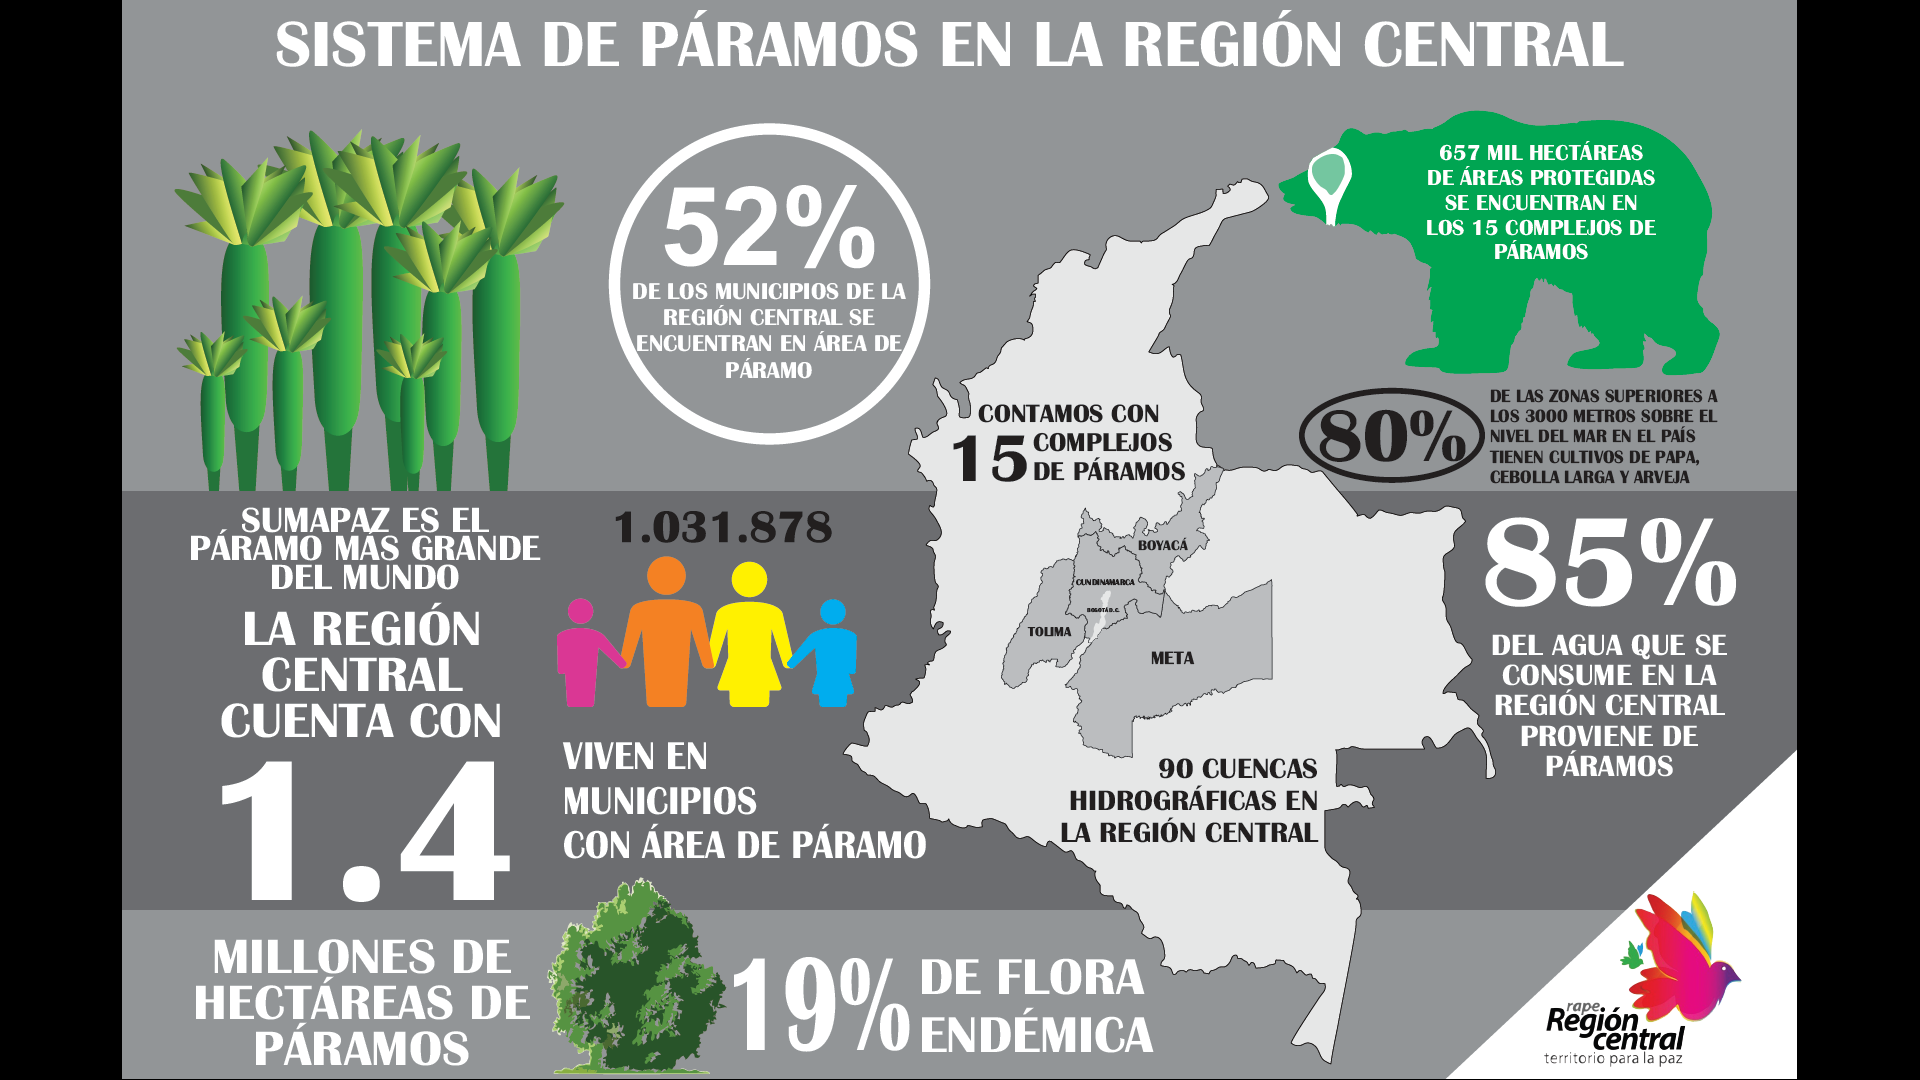 SISTEMA DE PÁRAMOS EN LA REGIÓN CENTRAL
52%
DE LOS MUNICIPIOS DE LA
REGIÓN CENTRAL SE
ENCUENTRAN EN ÁREA DE
PÁRAMO
657 MIL HECTÁREAS
DE ÁREAS PROTEGIDAS
SE ENCUENTRAN EN
LOS 15 COMPLEJOS DE
PÁRAMOS
CONTAMOS CON
15 COMPLEJOS
DE PÁRAMOS
80%
DE LAS ZONAS SUPERIORES A
LOS 3000 METROS SOBRE EL
NIVEL DEL MAR EN EL PAÍS
TIENEN CULTIVOS DE PAPA,
CEBOLLA LARGA Y ARVEJA
SUMAPAZ ES EL
PÁRAMO MÁS GRANDE
DEL MUNDO
LA REGIÓN
CENTRAL
CUENTA CON
1.4
MILLONES DE
HECTÁREAS DE
PÁRAMOS
1.031.878
VIVEN EN
MUNICIPIOS
CON ÁREA DE PÁRAMO
BOYACÁ
CUNDINAMARCA
BOGOTÁ D.C.
TOLIMA
META
90 CUENCAS
HIDROGRÁFICAS EN
LA REGIÓN CENTRAL
85%
DEL AGUA QUE SE
CONSUME EN LA
REGIÓN CENTRAL
PROVIENE DE
PÁRAMOS
19% DE FLORA
ENDÉMICA
rape
Región
central
territorio para la paz